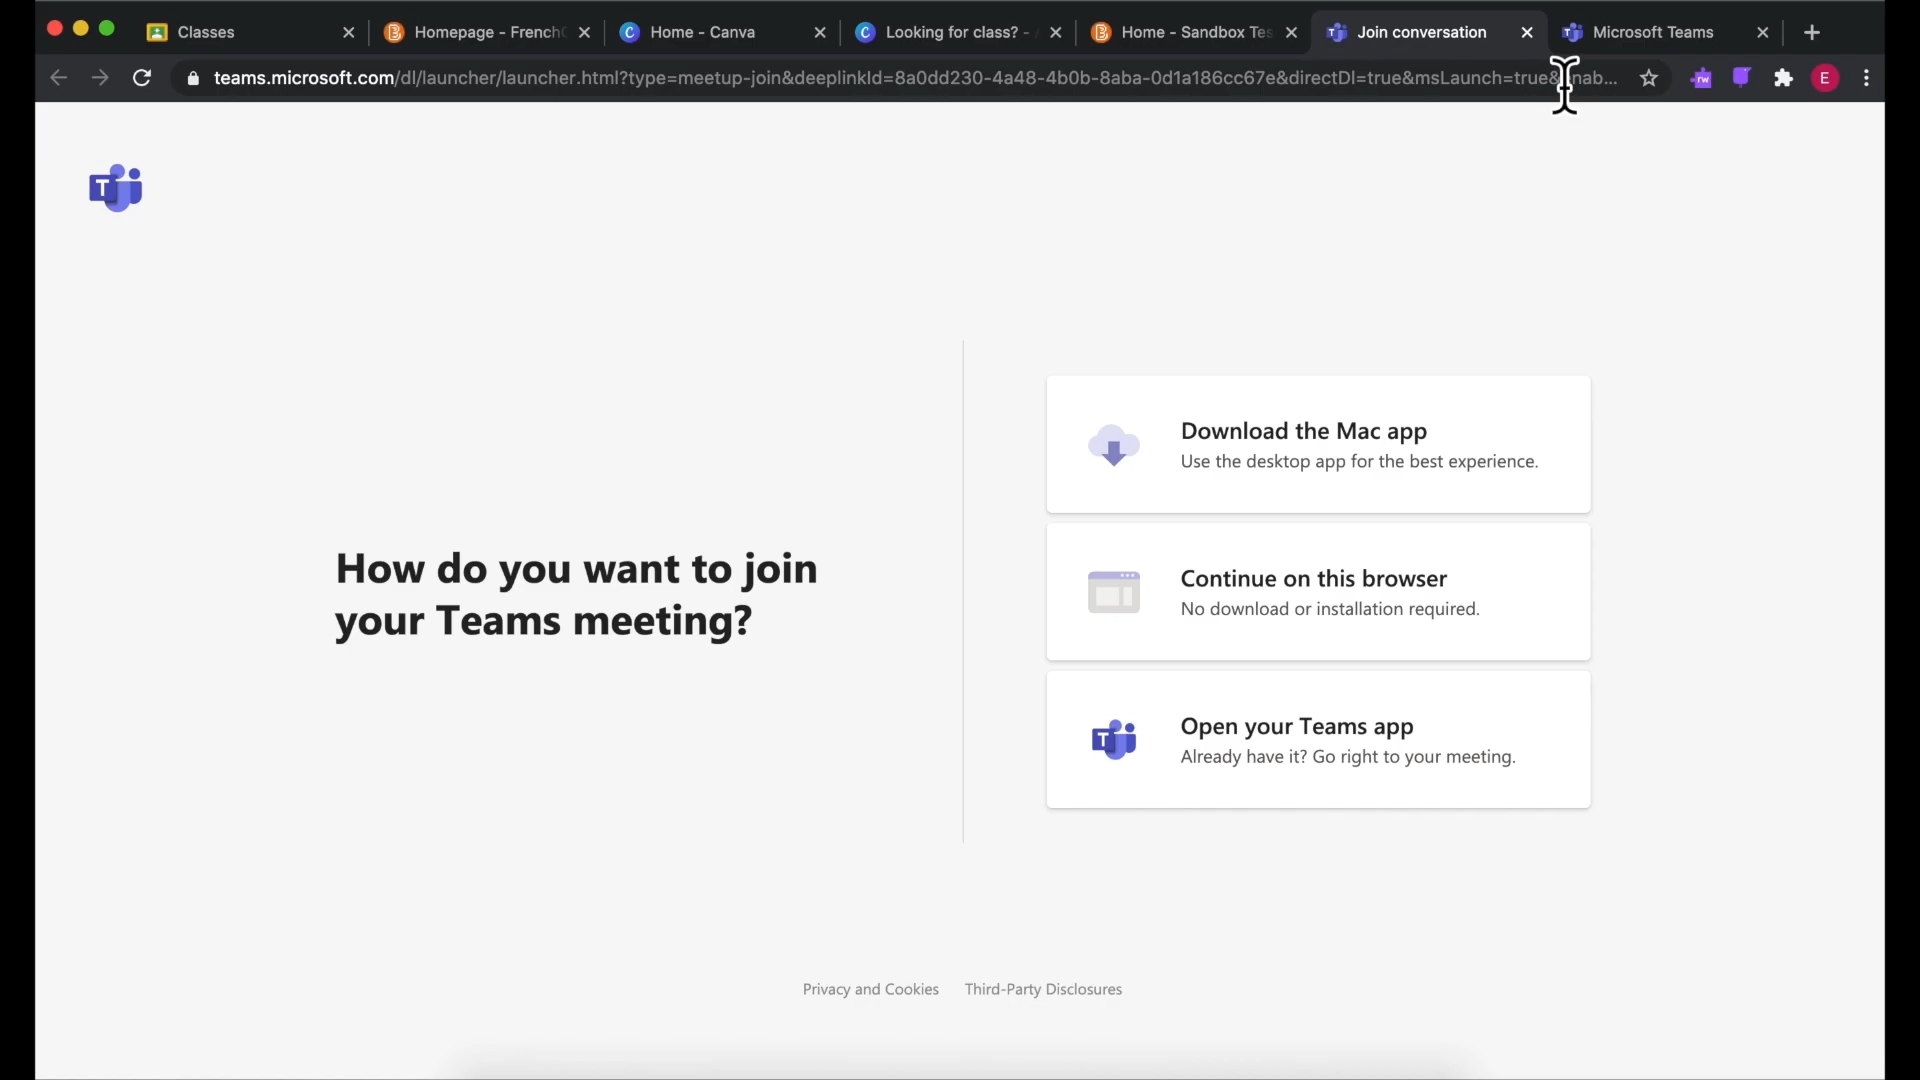 Classes
Homepage - French
Home - Canva
Looking for class? -
Home - Sandbox Tes
Join conversation
Microsoft Teams
teams.microsoft.com/dl/launcher/launcher.html?type=meetup-join&deeplinkId=8a0dd230-4a48-4b0b-8aba-0d1a186cc67e&directDl=true&msLaunch=true&enab...
rw
E
T
Download the Mac app
Use the desktop app for the best experience.
How do you want to join
your Teams meeting?
Continue on this browser
No download or installation required.
T
Open your Teams app
Already have it? Go right to your meeting.
Privacy and Cookies
Third-Party Disclosures